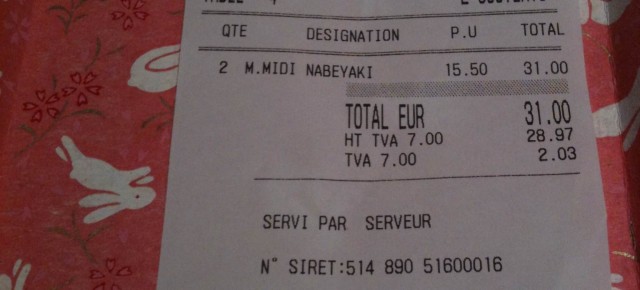 QTE DESIGNATION P.U TOTAL
2 M.MIDI NABEYAKI 15.50 31.00
TOTAL EUR 31.00
HT TVA 7.00 28.97
TVA 7.00 2.03
SERVI PAR SERVEUR
N° SIRET:514 890 51600016